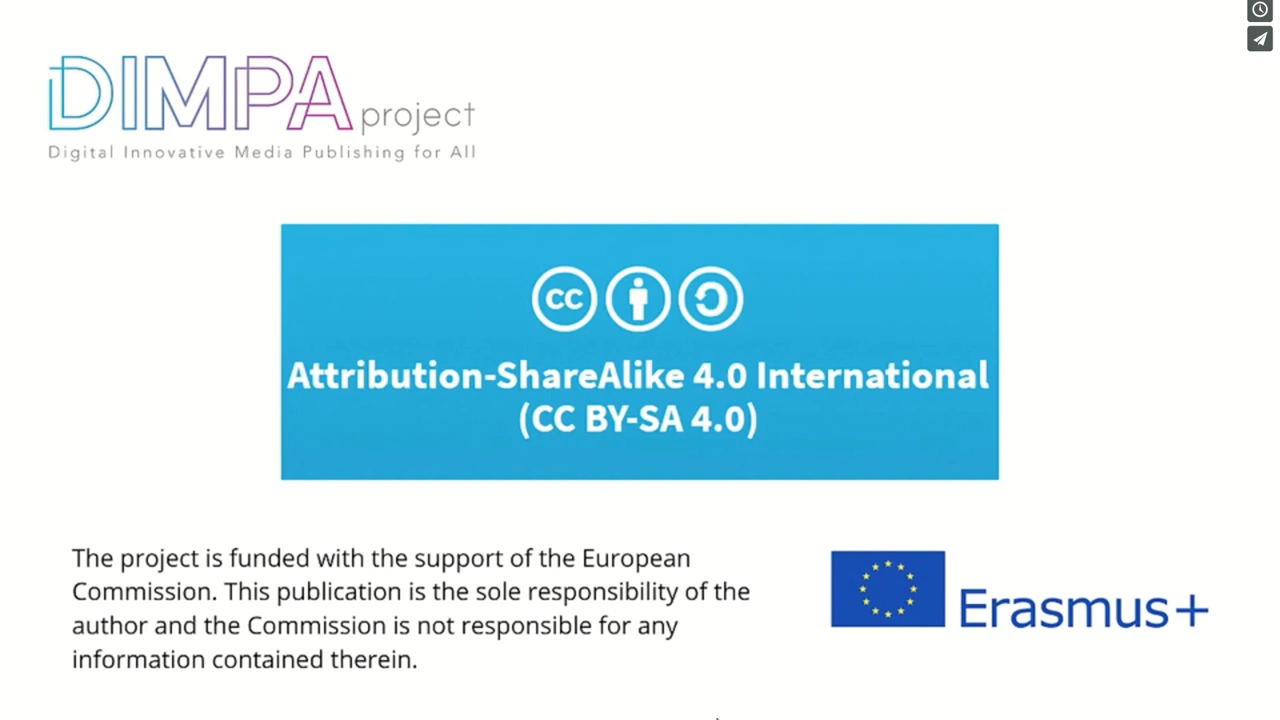 DIMPA project
Digital Innovative Media Publishing for All
cc
Attribution-ShareAlike 4.0 International
(CC BY-SA 4.0)
The project is funded with the support of the European
Commission. This publication is the sole responsibility of the
author and the Commission is not responsible for any
information contained therein.
Erasmus+